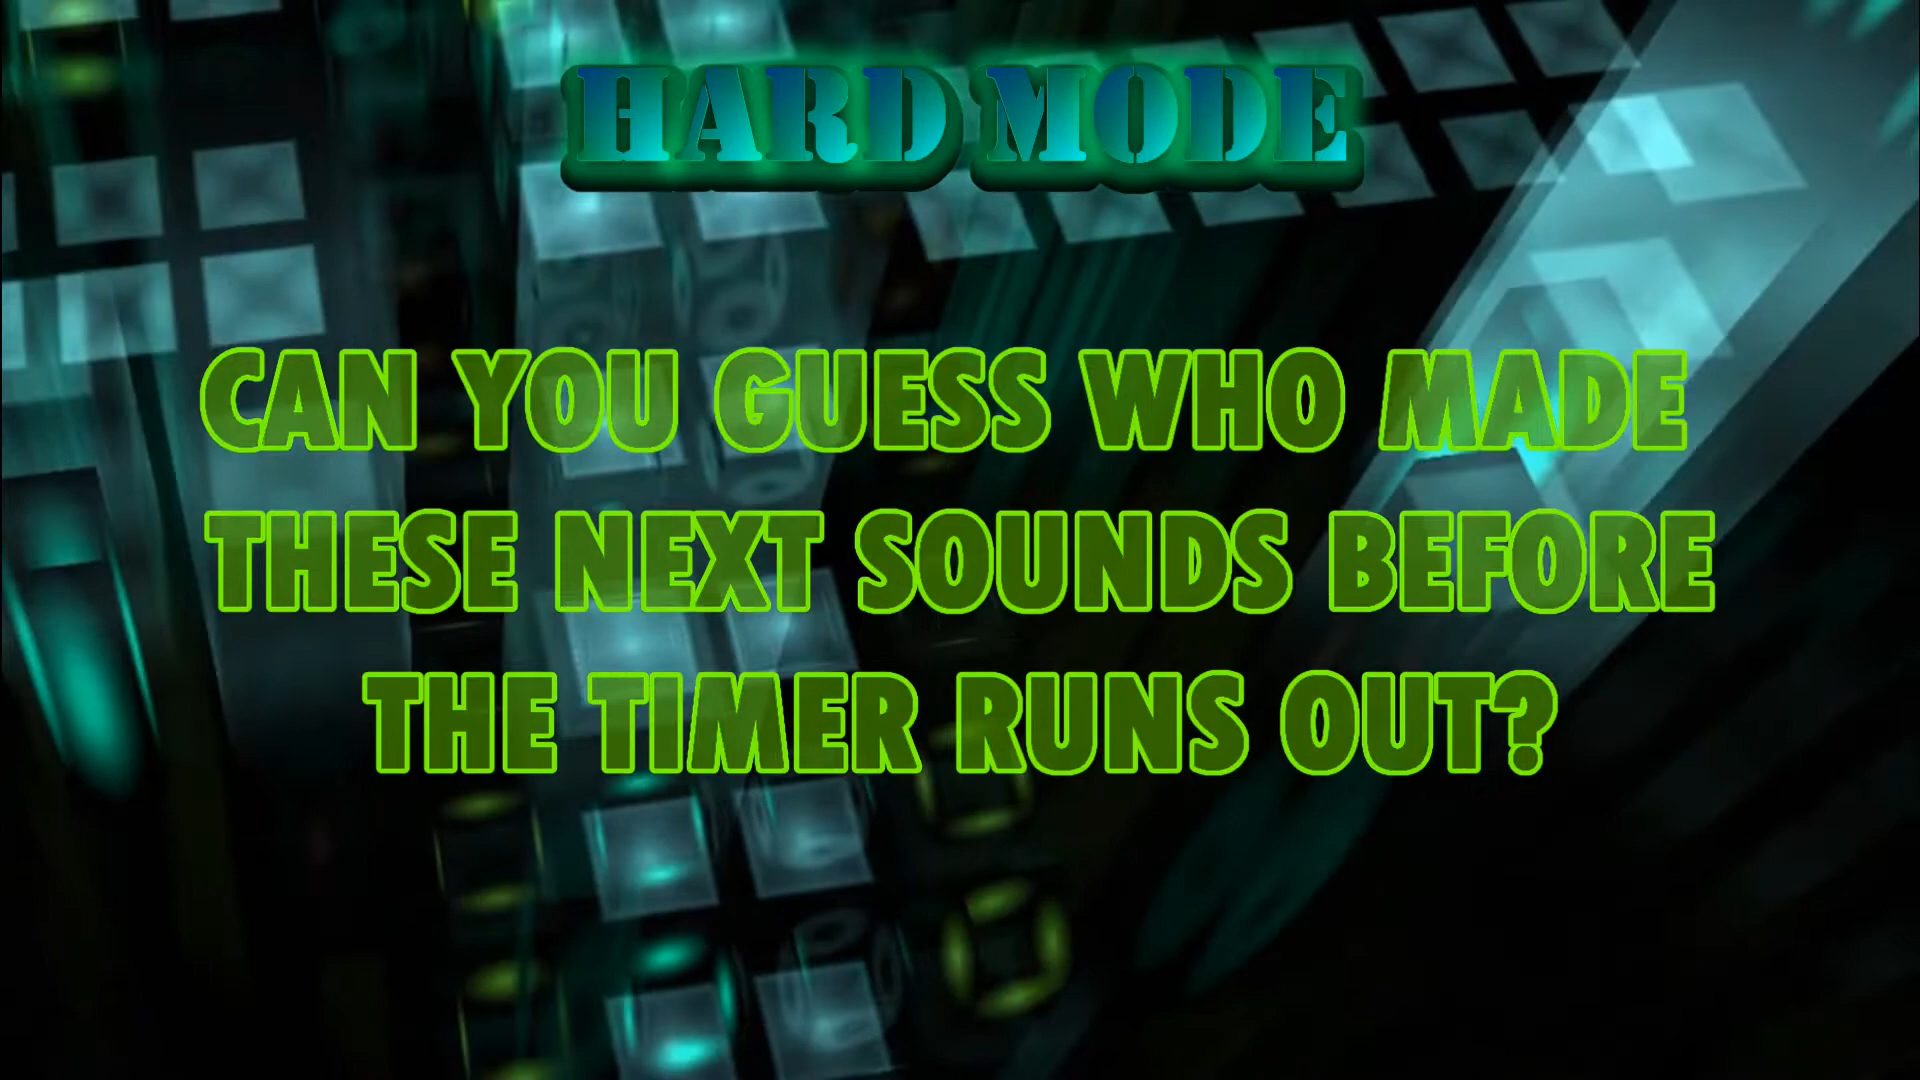 HARD MODE
CAN YOU GUESS WHO MADE
THESE NEXT SOUNDS BEFORE
THE TIMER RUNS OUT?